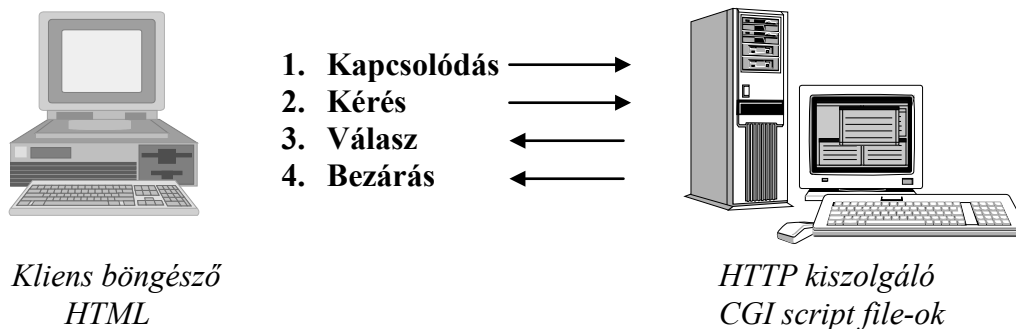 1. Kapcsolódás
2. Kérés
3. Válasz
4. Bezárás
Kliens böngésző
HTML
HTTP kiszolgáló
CGI script file-ok